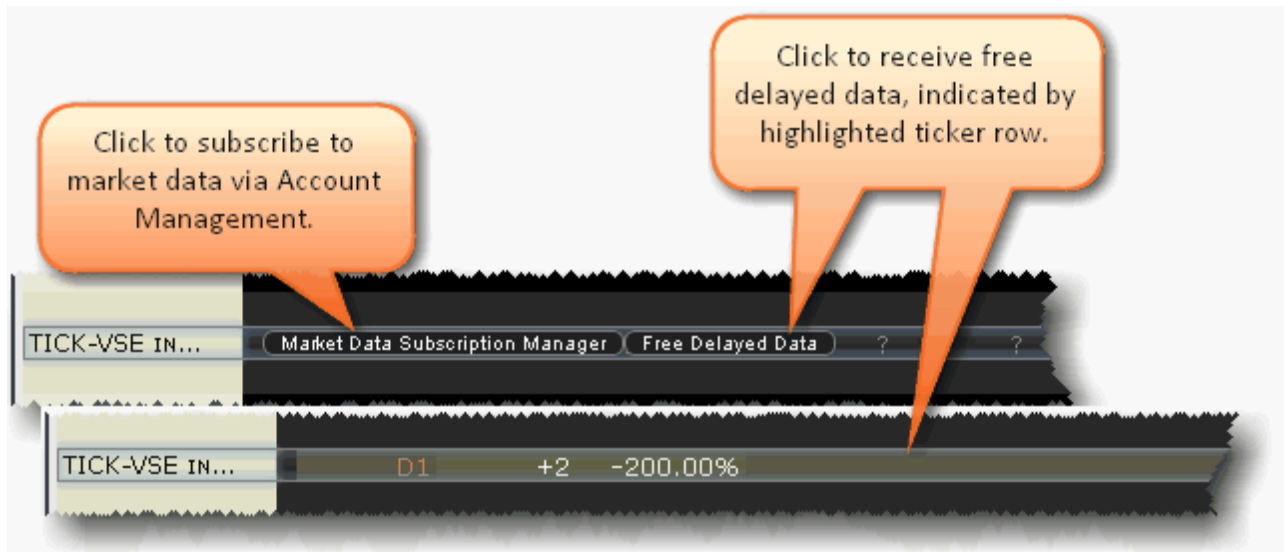 Click to receive free
delayed data, indicated by
highlighted ticker row.
Click to subscribe to
market data via Account
Management.
TICK-VSE IN... Market Data Subscription Manager Free Delayed Data ? ?
TICK-VSE IN... D1 +2 -200.00%